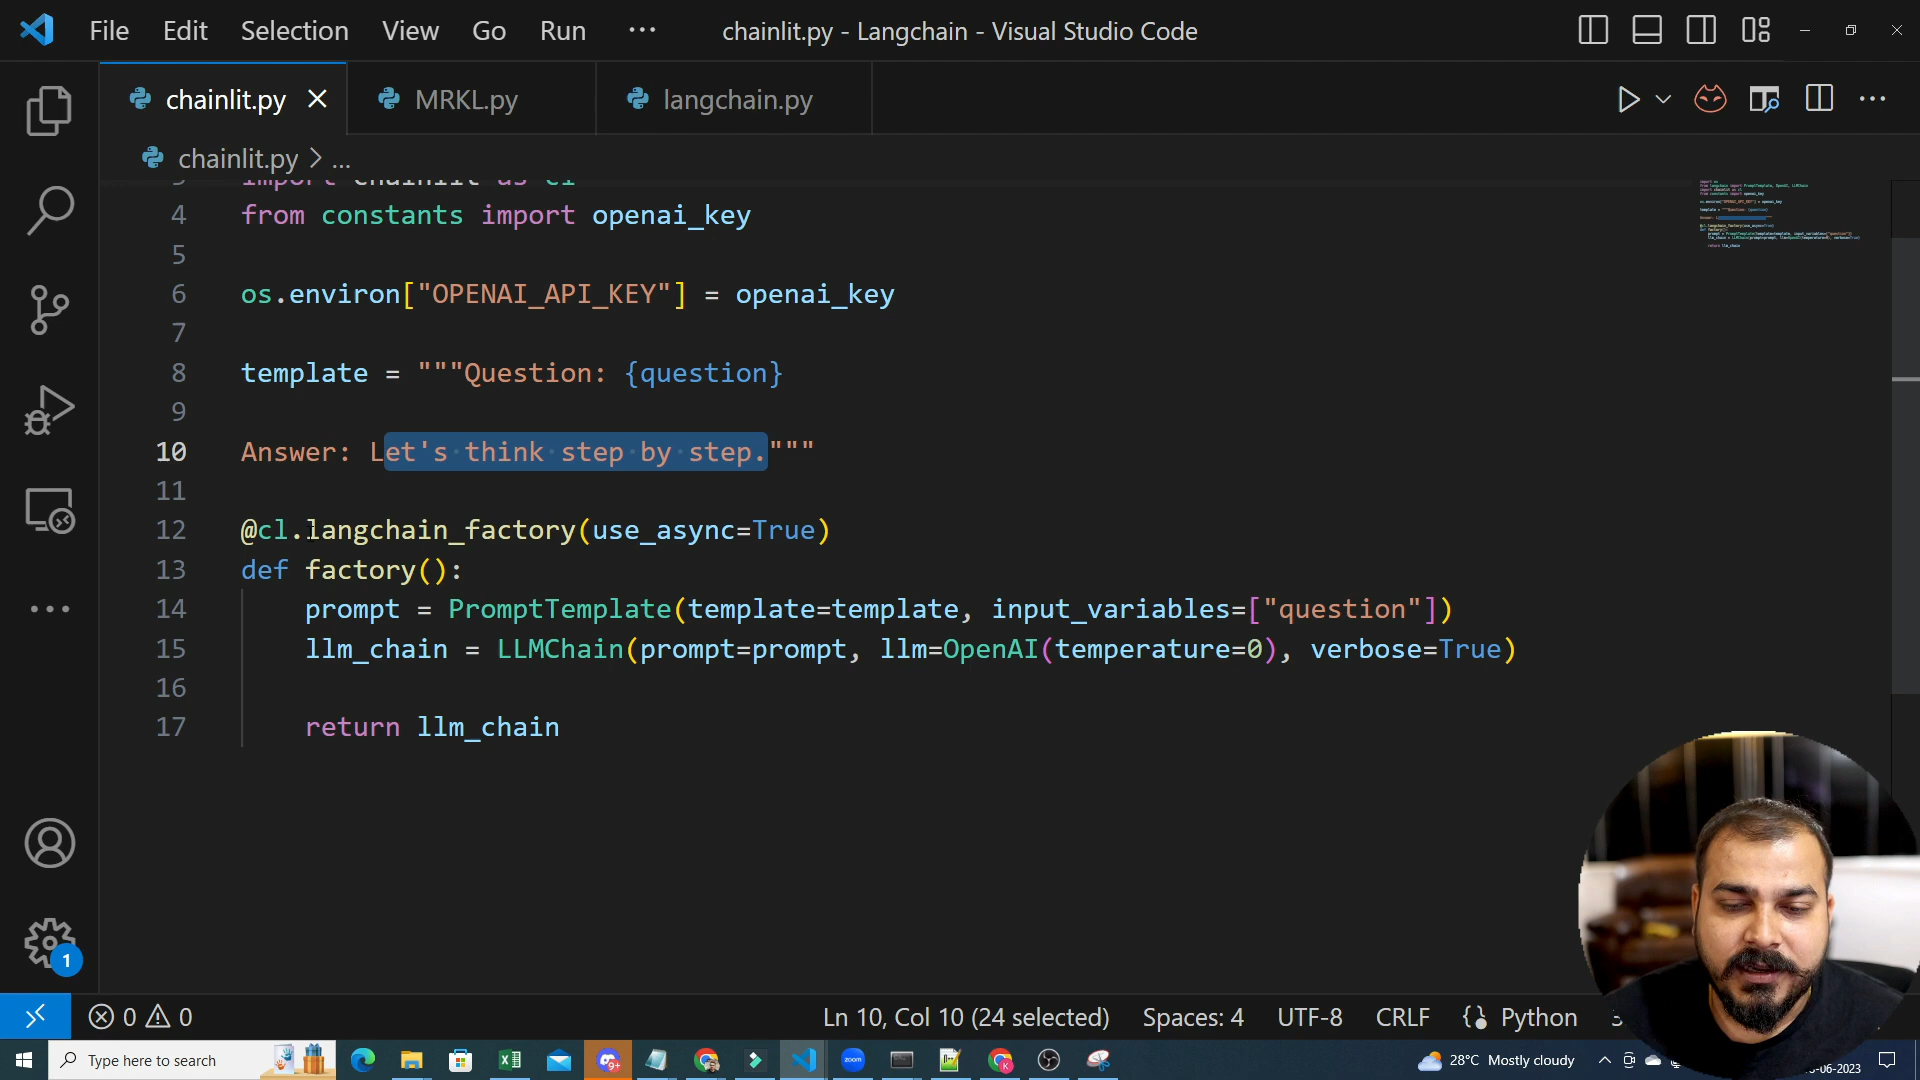 File Edit Selection View Go Run ··· chainlit.py - Langchain - Visual Studio Code
chainlit.py MRKL.py langchain.py
chainlit.py > ...
3 import chainlit as cl
4 from constants import openai_key
5
6 os.environ["OPENAI_API_KEY"] = openai_key
7
8 template = """Question: {question}
9
10 Answer: Let's think step by step."""
11
12 @cl.langchain_factory(use_async=True)
13 def factory():
14 prompt = PromptTemplate(template=template, input_variables=["question"])
15 llm_chain = LLMChain(prompt=prompt, llm=OpenAI(temperature=0), verbose=True)
16
17 return llm_chain
1
0 0 Ln 10, Col 10 (24 selected) Spaces: 4 UTF-8 CRLF Python
Type here to search 9+ zoom 28°C Mostly cloudy
-06-2023